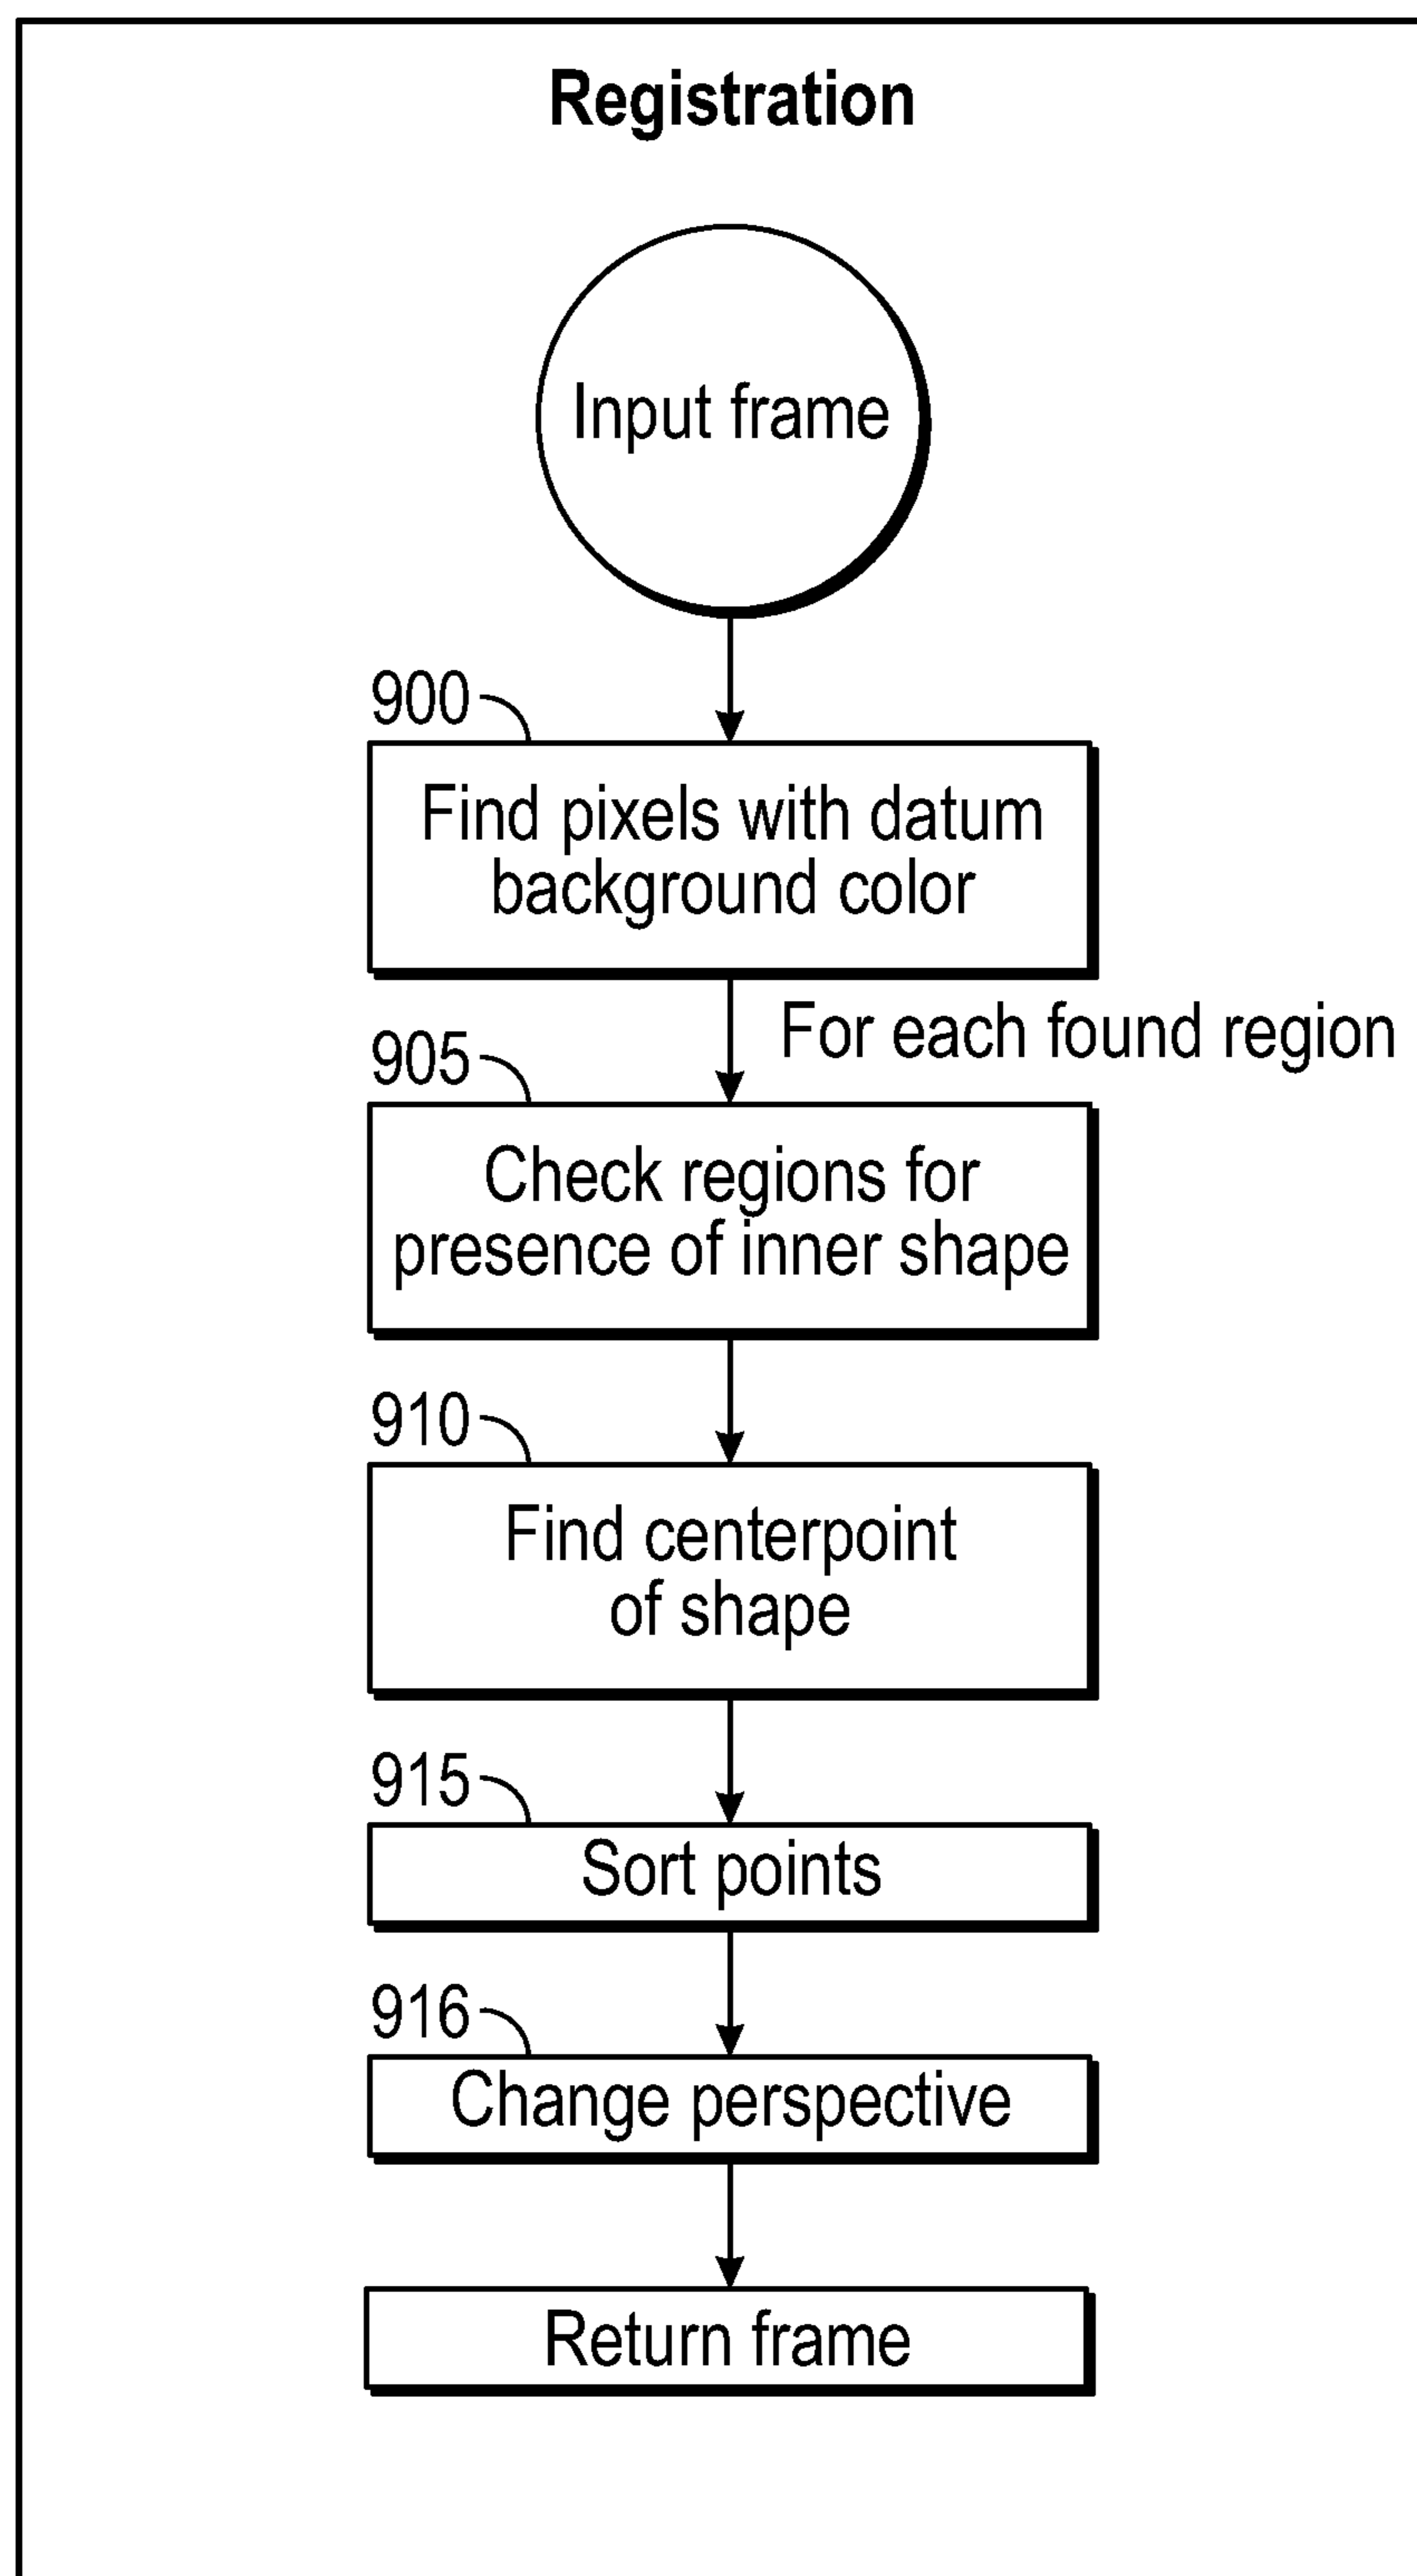 Registration
Input frame
900
Find pixels with datum
background color
For each found region
905
Check regions for
presence of inner shape
910
Find centerpoint
of shape
915
Sort points
916
Change perspective
Return frame